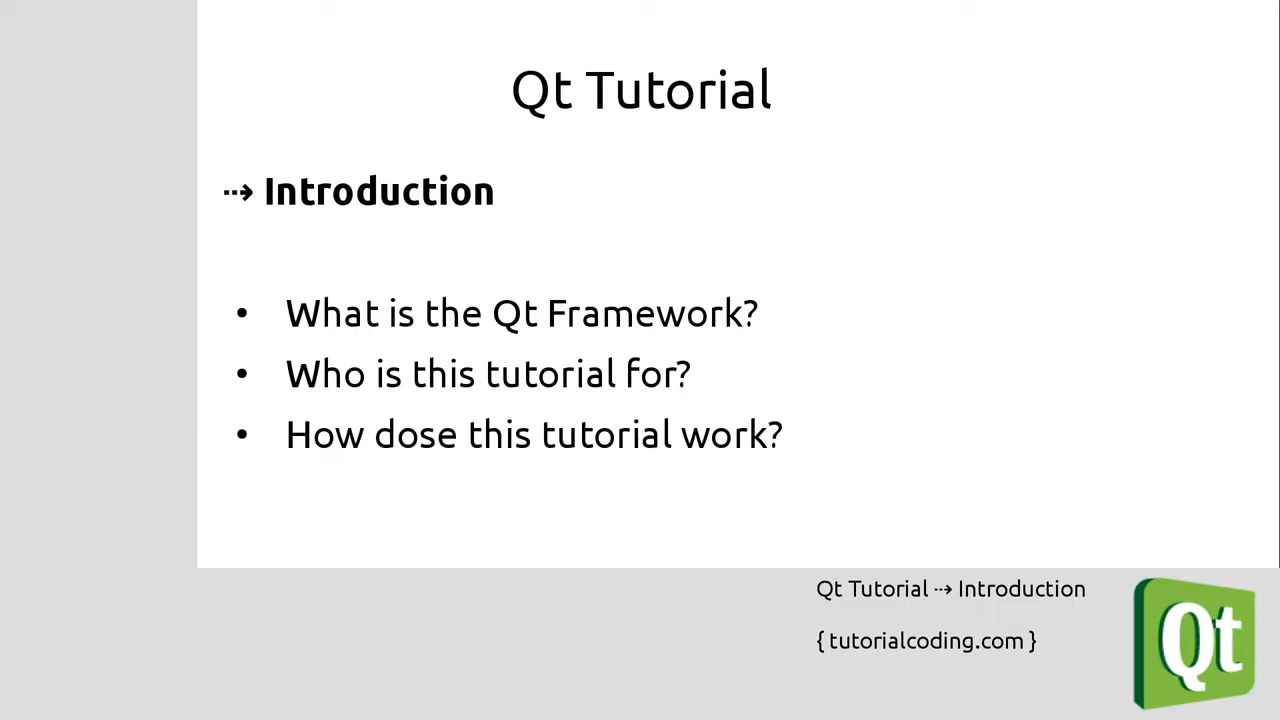 Qt Tutorial
⇢ Introduction
• What is the Qt Framework?
• Who is this tutorial for?
• How dose this tutorial work?
Qt Tutorial ⇢ Introduction
{ tutorialcoding.com }
Qt